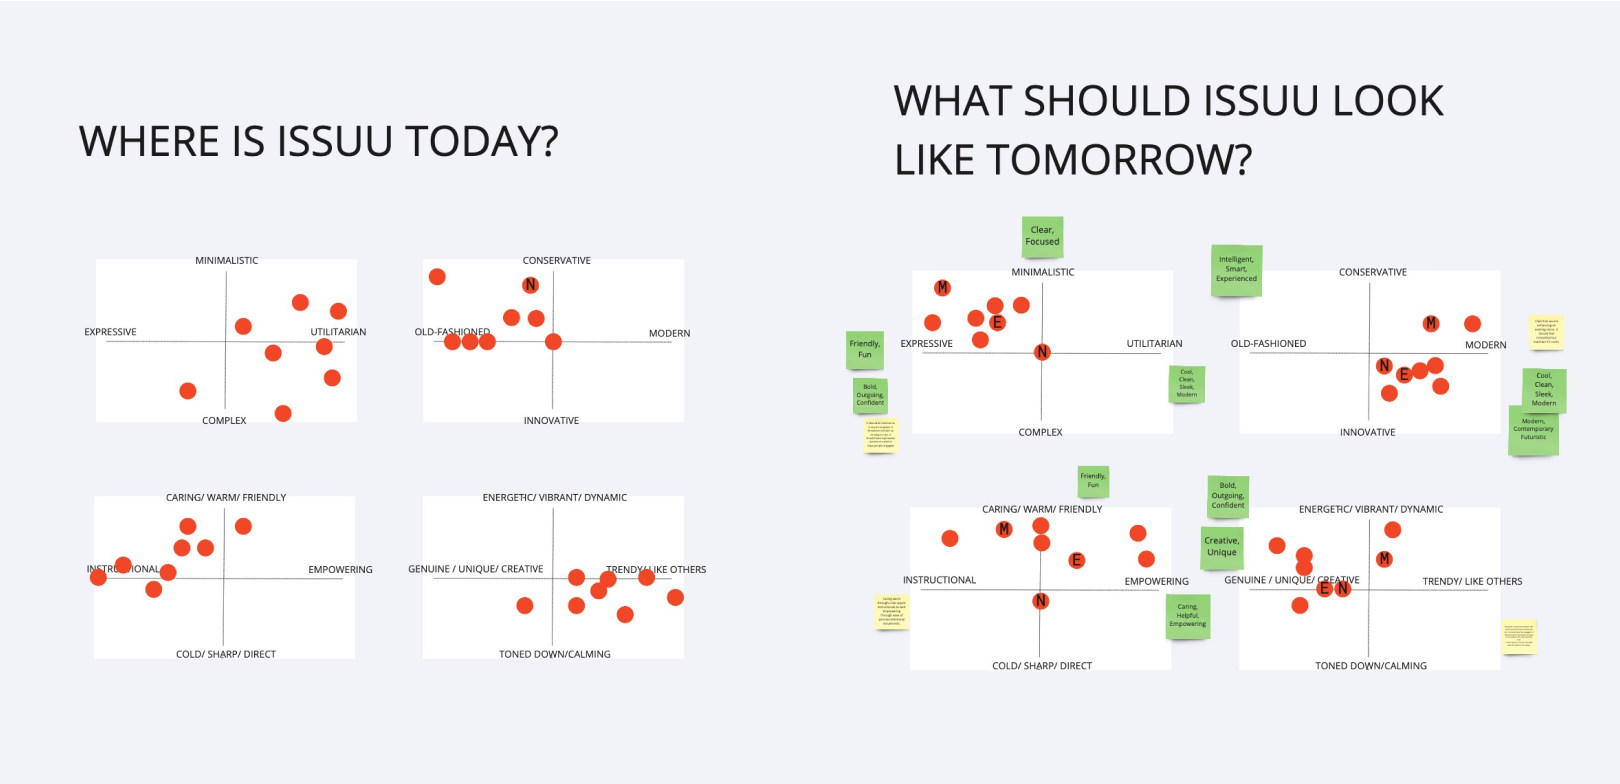 WHERE IS ISSUU TODAY?
MINIMALISTIC
EXPRESSIVE
UTILITARIAN
COMPLEX
CONSERVATIVE
N
OLD-FASHIONED
MODERN
INNOVATIVE
CARING/ WARM/ FRIENDLY
INSTRUCTIONAL
EMPOWERING
COLD/ SHARP/ DIRECT
ENERGETIC/ VIBRANT/ DYNAMIC
GENUINE / UNIQUE/ CREATIVE
TRENDY/ LIKE OTHERS
TONED DOWN/CALMING
WHAT SHOULD ISSUU LOOK
LIKE TOMORROW?
Clear,
Focused
MINIMALISTIC
M
E
N
EXPRESSIVE
UTILITARIAN
COMPLEX
Friendly,
Fun
Bold,
Outgoing,
Confident
Cool,
Clean,
Sleek,
Modern
Intelligent,
Smart,
Experienced
CONSERVATIVE
M
OLD-FASHIONED
MODERN
N
E
INNOVATIVE
Cool,
Clean,
Sleek,
Modern
Modern,
Contemporary
Futuristic
Friendly,
Fun
CARING/ WARM/ FRIENDLY
M
E
INSTRUCTIONAL
EMPOWERING
N
COLD/ SHARP/ DIRECT
Caring,
Helpful,
Empowering
Bold,
Outgoing,
Confident
Creative,
Unique
ENERGETIC/ VIBRANT/ DYNAMIC
M
GENUINE / UNIQUE/ CREATIVE
TRENDY/ LIKE OTHERS
E
N
TONED DOWN/CALMING